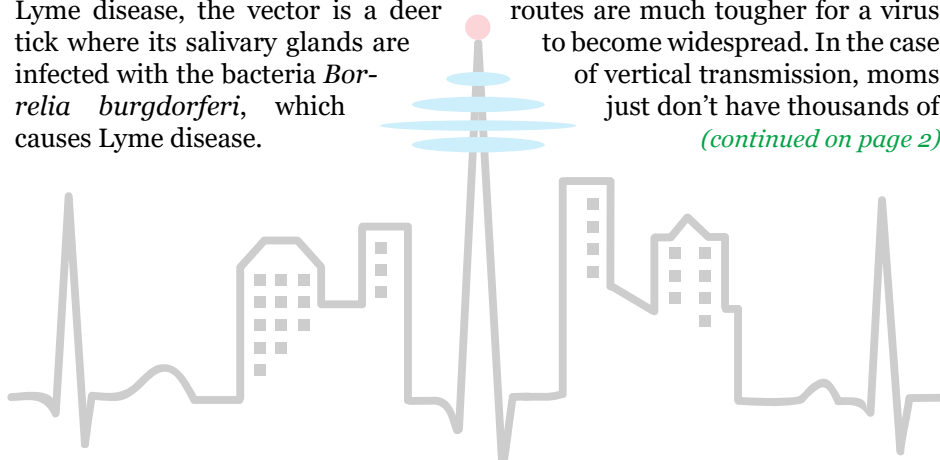 Lyme disease, the vector is a deer
tick where its salivary glands are
infected with the bacteria Bor-
relia burgdorferi, which
causes Lyme disease.
routes are much tougher for a virus
to become widespread. In the case
of vertical transmission, moms
just don’t have thousands of
(continued on page 2)